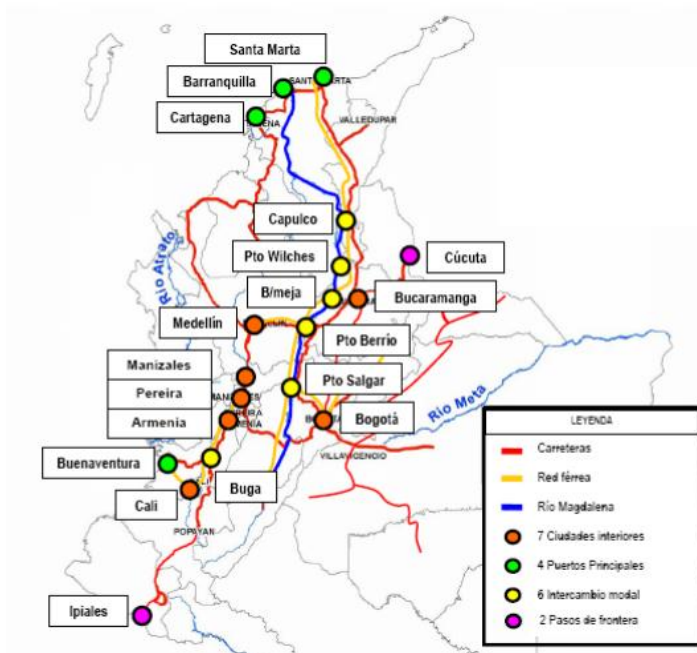 Santa Marta
Barranquilla
Cartagena
VALLEDUPAR
Capulco
Pto Wilches
Cúcuta
Río Atrato
B/meja
Bucaramanga
Medellín
Pto Berrío
Manizales
Pto Salgar
Pereira
Río Meta
Armenia
Bogotá
VILLAVICENCIO
Buenaventura
Buga
Cali
POPAYAN
Ipiales
LEYENDA
Carreteras
Red férrea
Río Magdalena
7 Ciudades interiores
4 Puertos Principales
6 Intercambio modal
2 Pasos de frontera